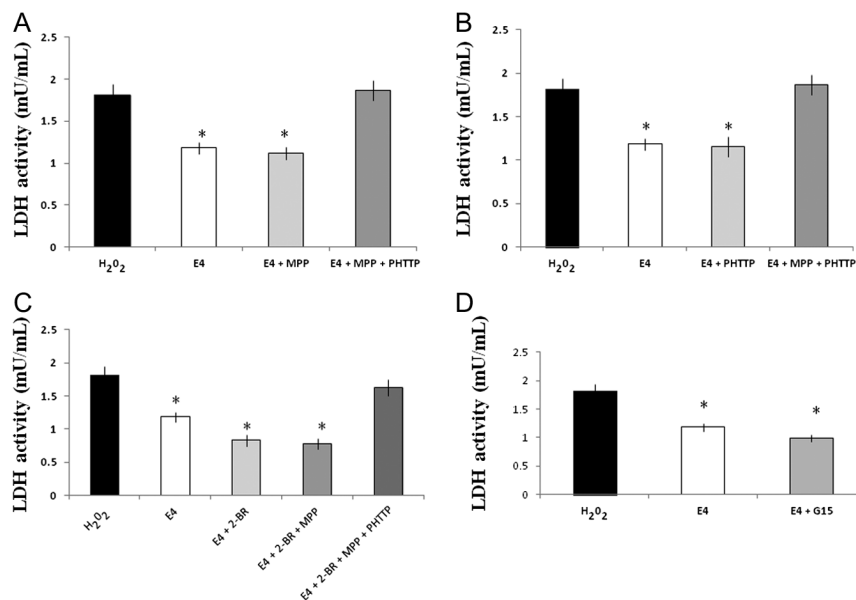 A
LDH activity (mU/mL)
2.5
2
1.5
1
0.5
0
*
*
H2O2
E4
E4 + MPP
E4 + MPP + PHTTP
B
LDH activity (mU/mL)
2.5
2
1.5
1
0.5
0
*
*
H2O2
E4
E4 + PHTTP
E4 + MPP + PHTTP
C
LDH activity (mU/mL)
2.5
2
1.5
1
0.5
0
*
*
*
H2O2
E4
E4 + 2-BR
E4 + 2-BR + MPP
E4 + 2-BR + MPP + PHTTP
D
LDH activity (mU/mL)
2.5
2
1.5
1
0.5
0
*
*
H2O2
E4
E4 + G15